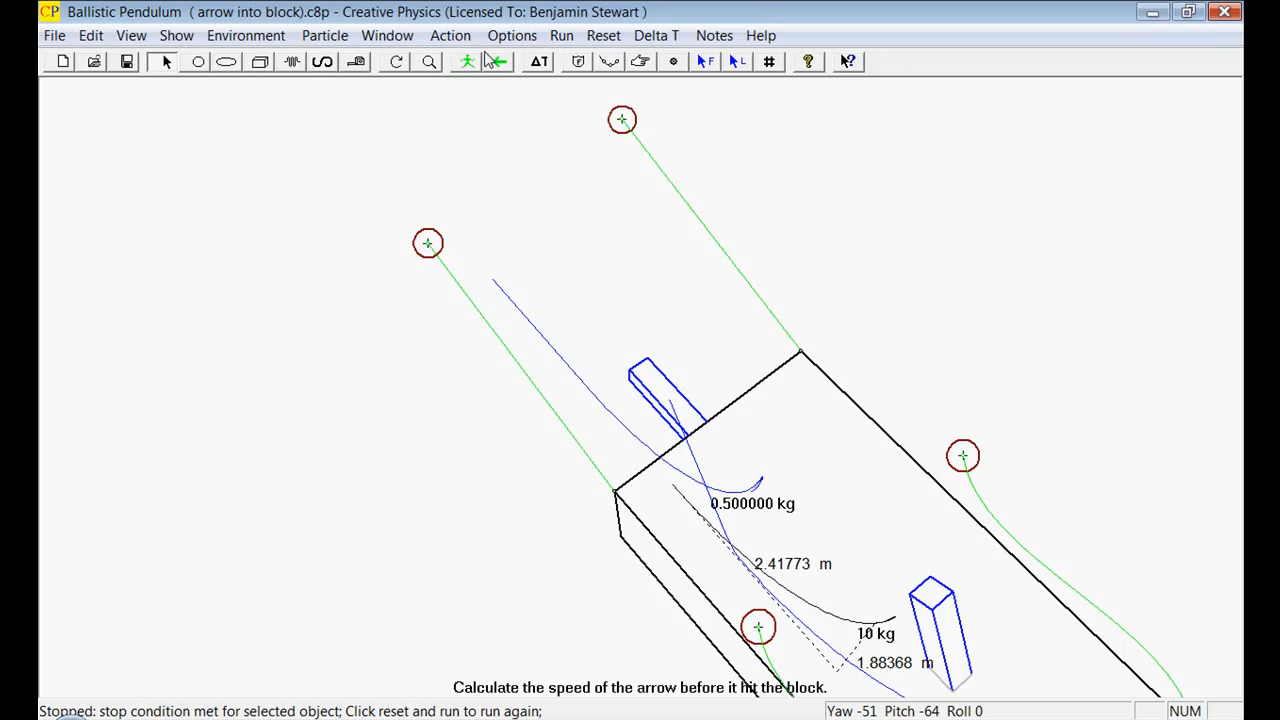 CP Ballistic Pendulum ( arrow into block).c8p - Creative Physics (Licensed To: Benjamin Stewart )
File Edit View Show Environment Particle Window Action Options Run Reset Delta T Notes Help
ΔT F L # ? ?
0.500000 kg
2.41773 m
10 kg
1.88368 m
Calculate the speed of the arrow before it hit the block.
Stopped: stop condition met for selected object; Click reset and run to run again; Yaw -51 Pitch -64 Roll 0 NUM